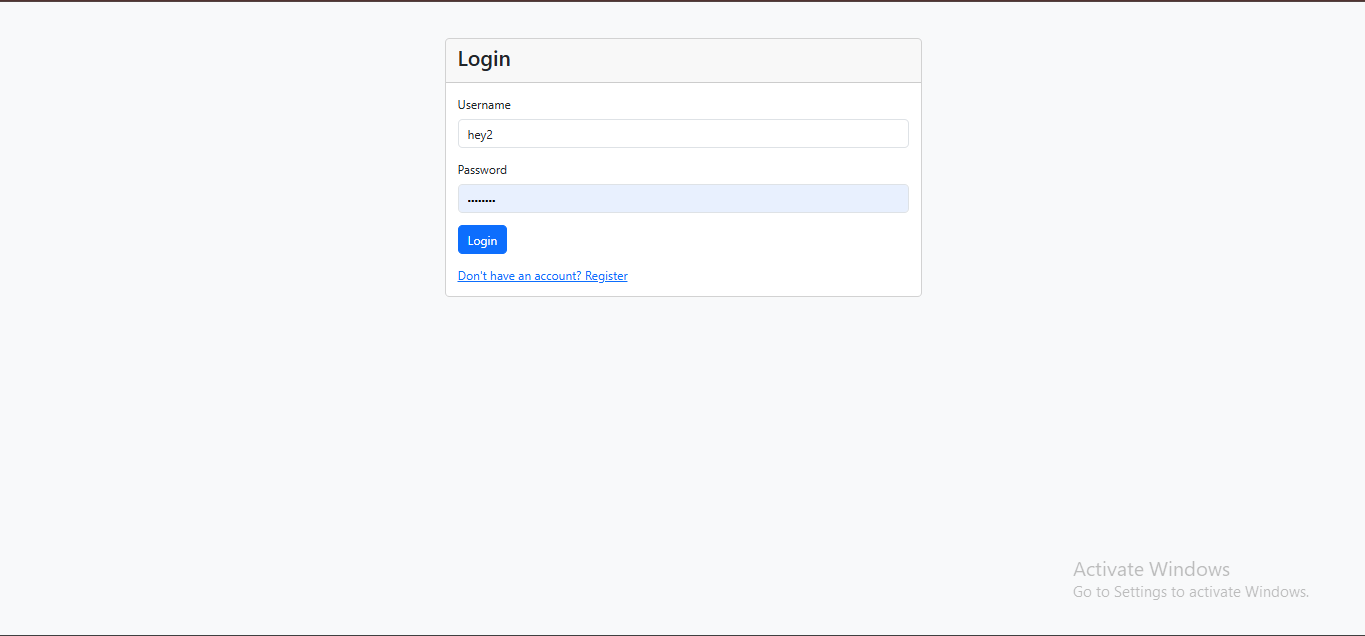 Login
Username
hey2
Password
••••••••
Login
Don't have an account? Register
Activate Windows
Go to Settings to activate Windows.